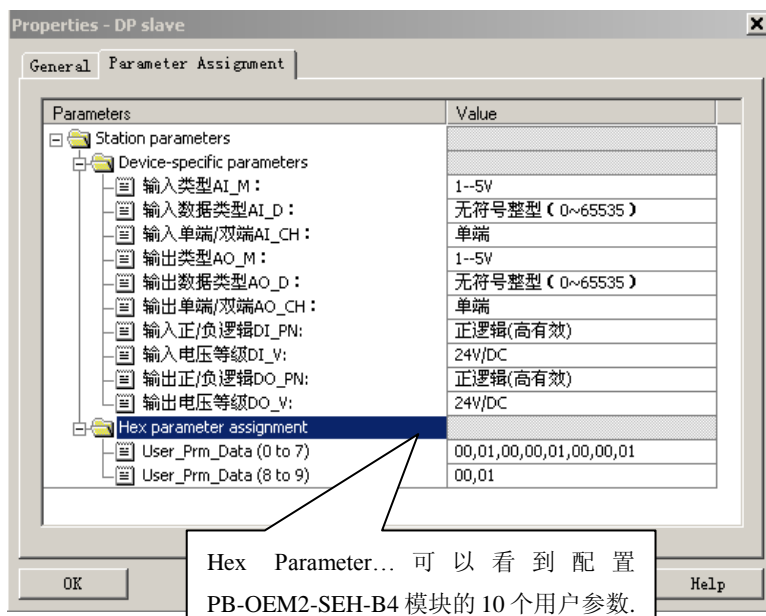 Properties - DP slave
General Parameter Assignment
Parameters Value
Station parameters
Device-specific parameters
输入类型AI_M: 1--5V
输入数据类型AI_D: 无符号整型(0~65535)
输入单端/双端AI_CH: 单端
输出类型AO_M: 1--5V
输出数据类型AO_D: 无符号整型(0~65535)
输出单端/双端AO_CH: 单端
输入正/负逻辑DI_PN: 正逻辑(高有效)
输入电压等级DI_V: 24V/DC
输出正/负逻辑DO_PN: 正逻辑(高有效)
输出电压等级DO_V: 24V/DC
Hex parameter assignment
User_Prm_Data (0 to 7) 00,01,00,00,01,00,00,01
User_Prm_Data (8 to 9) 00,01
Hex Parameter… 可以看到配置
PB-OEM2-SEH-B4 模块的 10 个用户参数.
OK Help